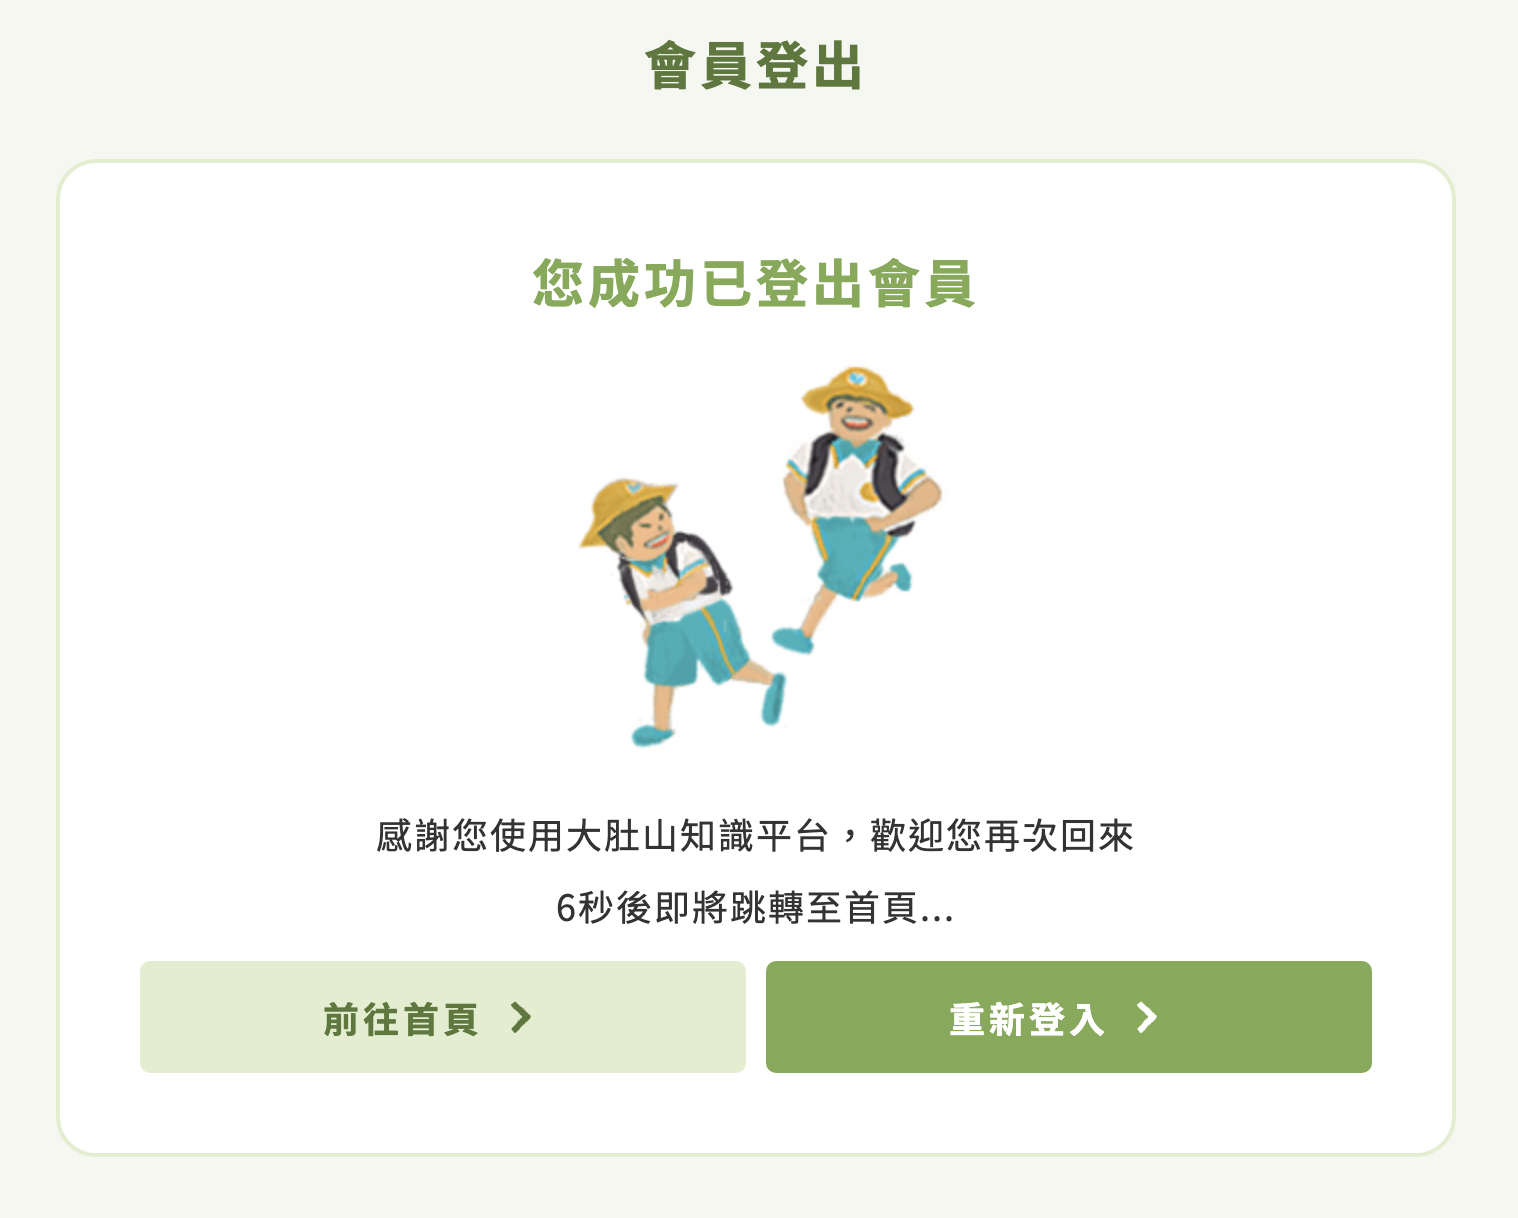 會員登出
您成功已登出會員
感謝您使用大肚山知識平台，歡迎您再次回來
6秒後即將跳轉至首頁...
前往首頁
重新登入